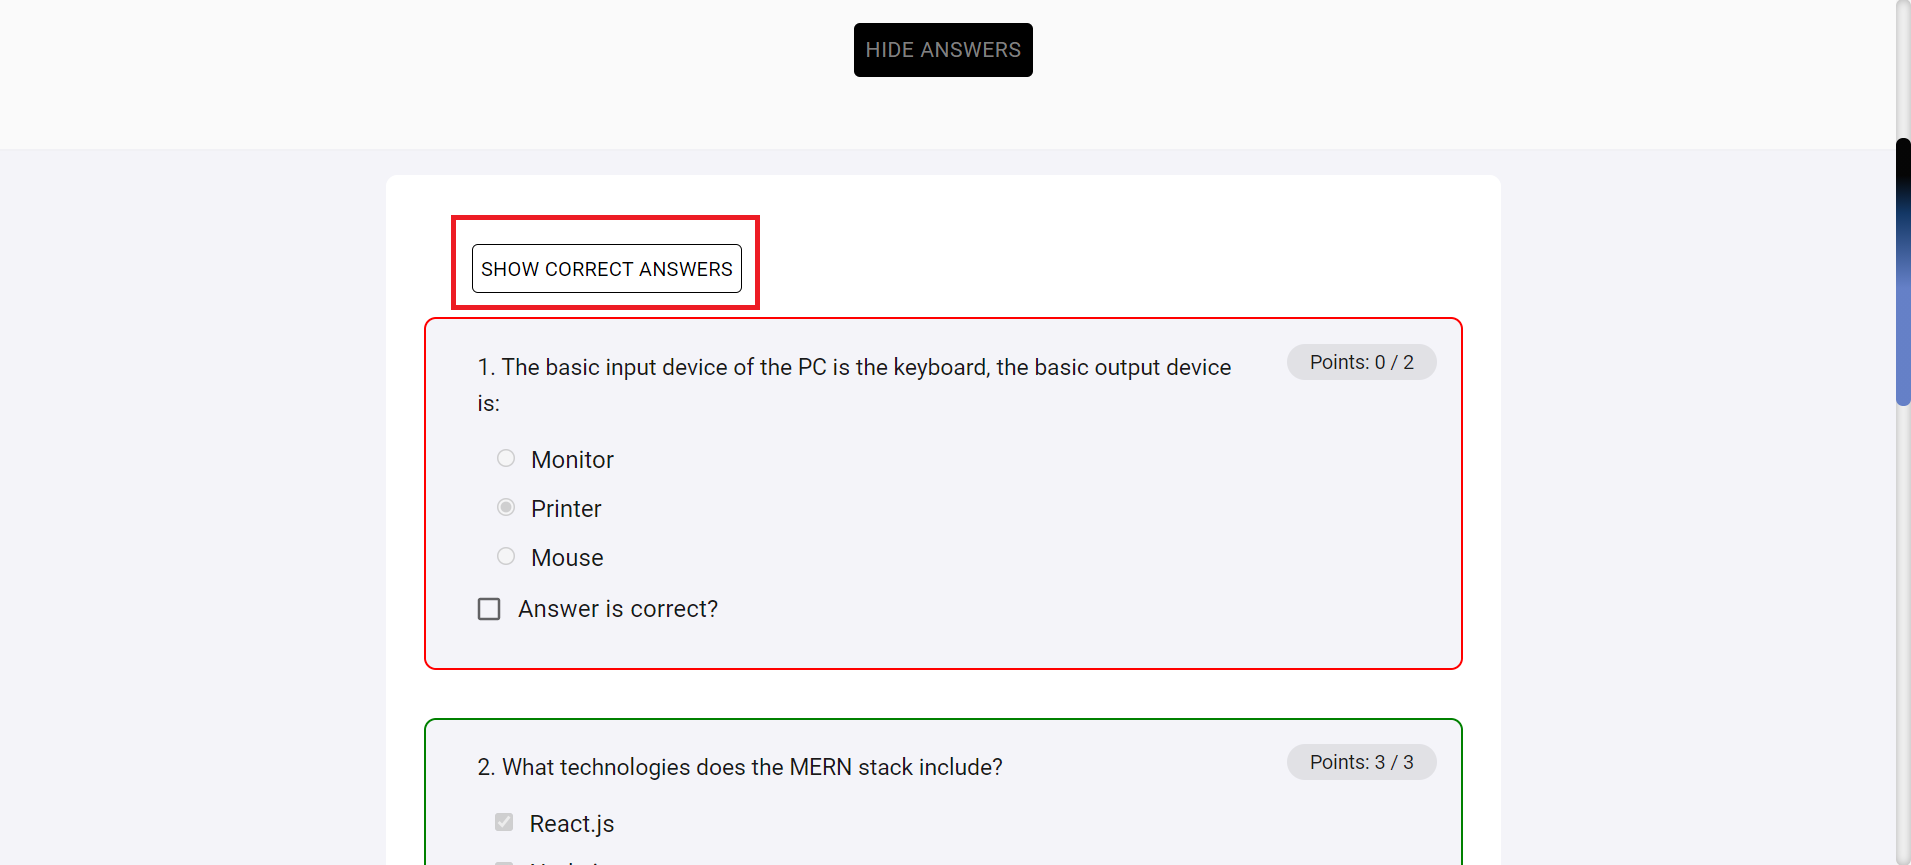 HIDE ANSWERS
SHOW CORRECT ANSWERS
1. The basic input device of the PC is the keyboard, the basic output device
is:
Points: 0 / 2
Monitor
Printer
Mouse
Answer is correct?
2. What technologies does the MERN stack include?
Points: 3 / 3
React.js